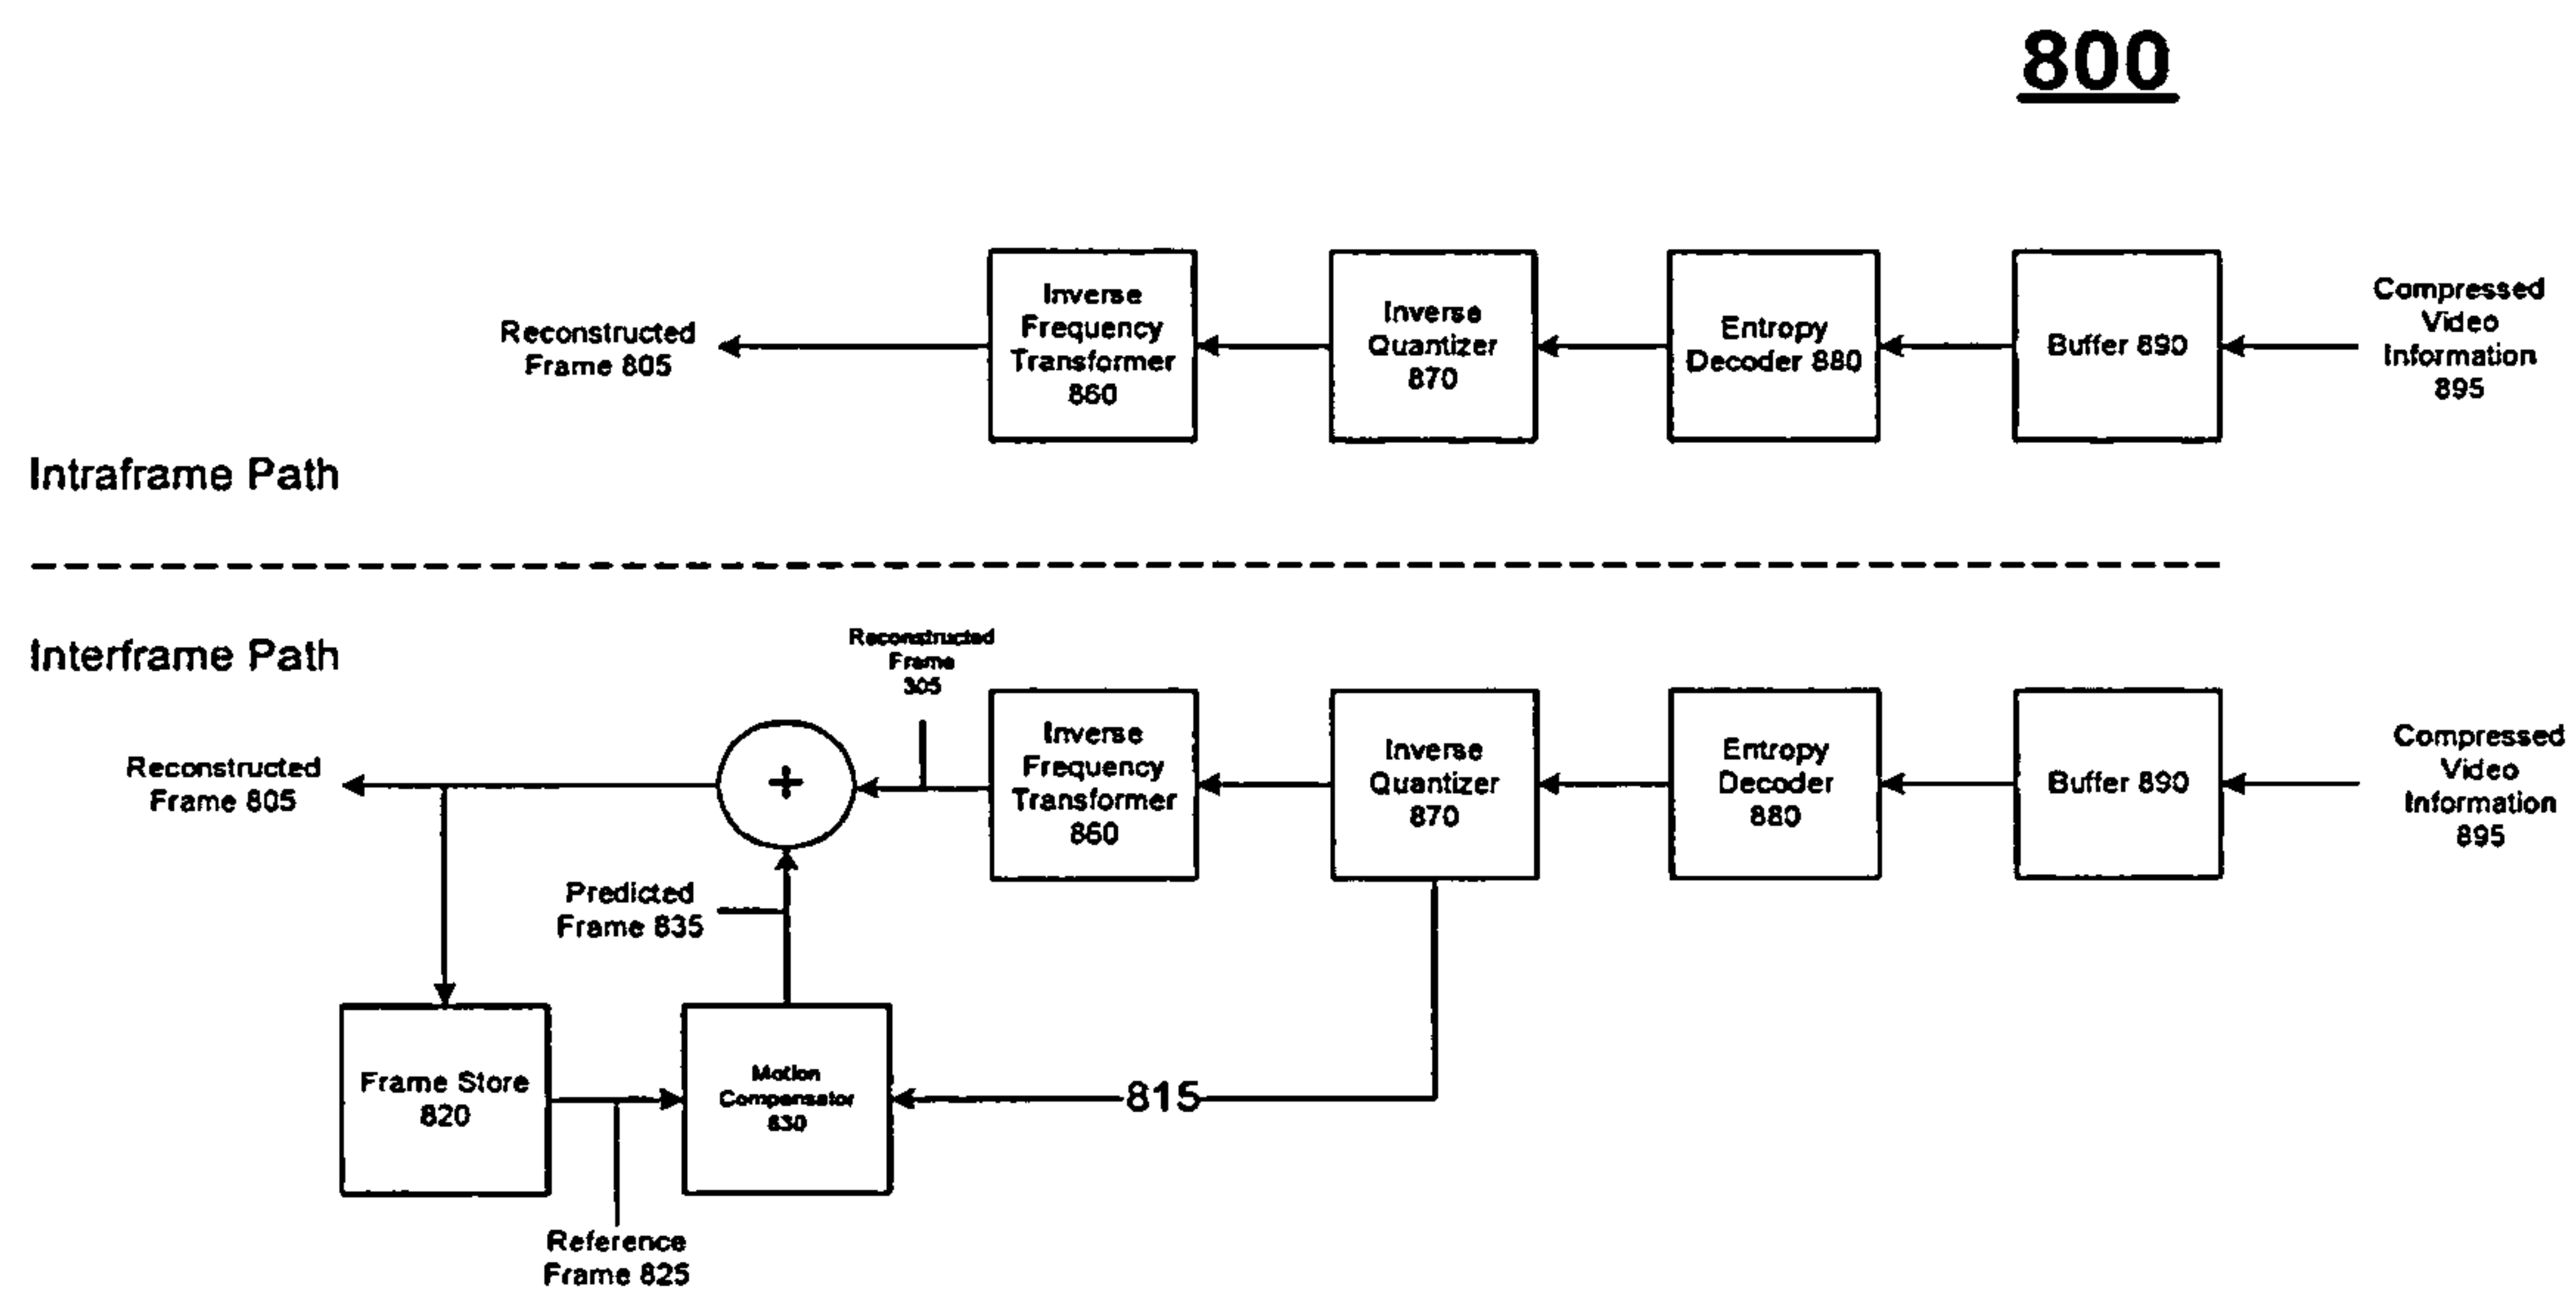 800
Inverse
Frequency
Transformer
860
Inverse
Quantizer
870
Entropy
Decoder 880
Buffer 890
Compressed
Video
Information
895
Reconstructed
Frame 805
Intraframe Path
Interframe Path
Reconstructed
Frame
305
Reconstructed
Frame 805
+
Inverse
Frequency
Transformer
860
Inverse
Quantizer
870
Entropy
Decoder
880
Buffer 890
Compressed
Video
Information
895
Predicted
Frame 835
Frame Store
820
Motion
Compensator
830
815
Reference
Frame 825